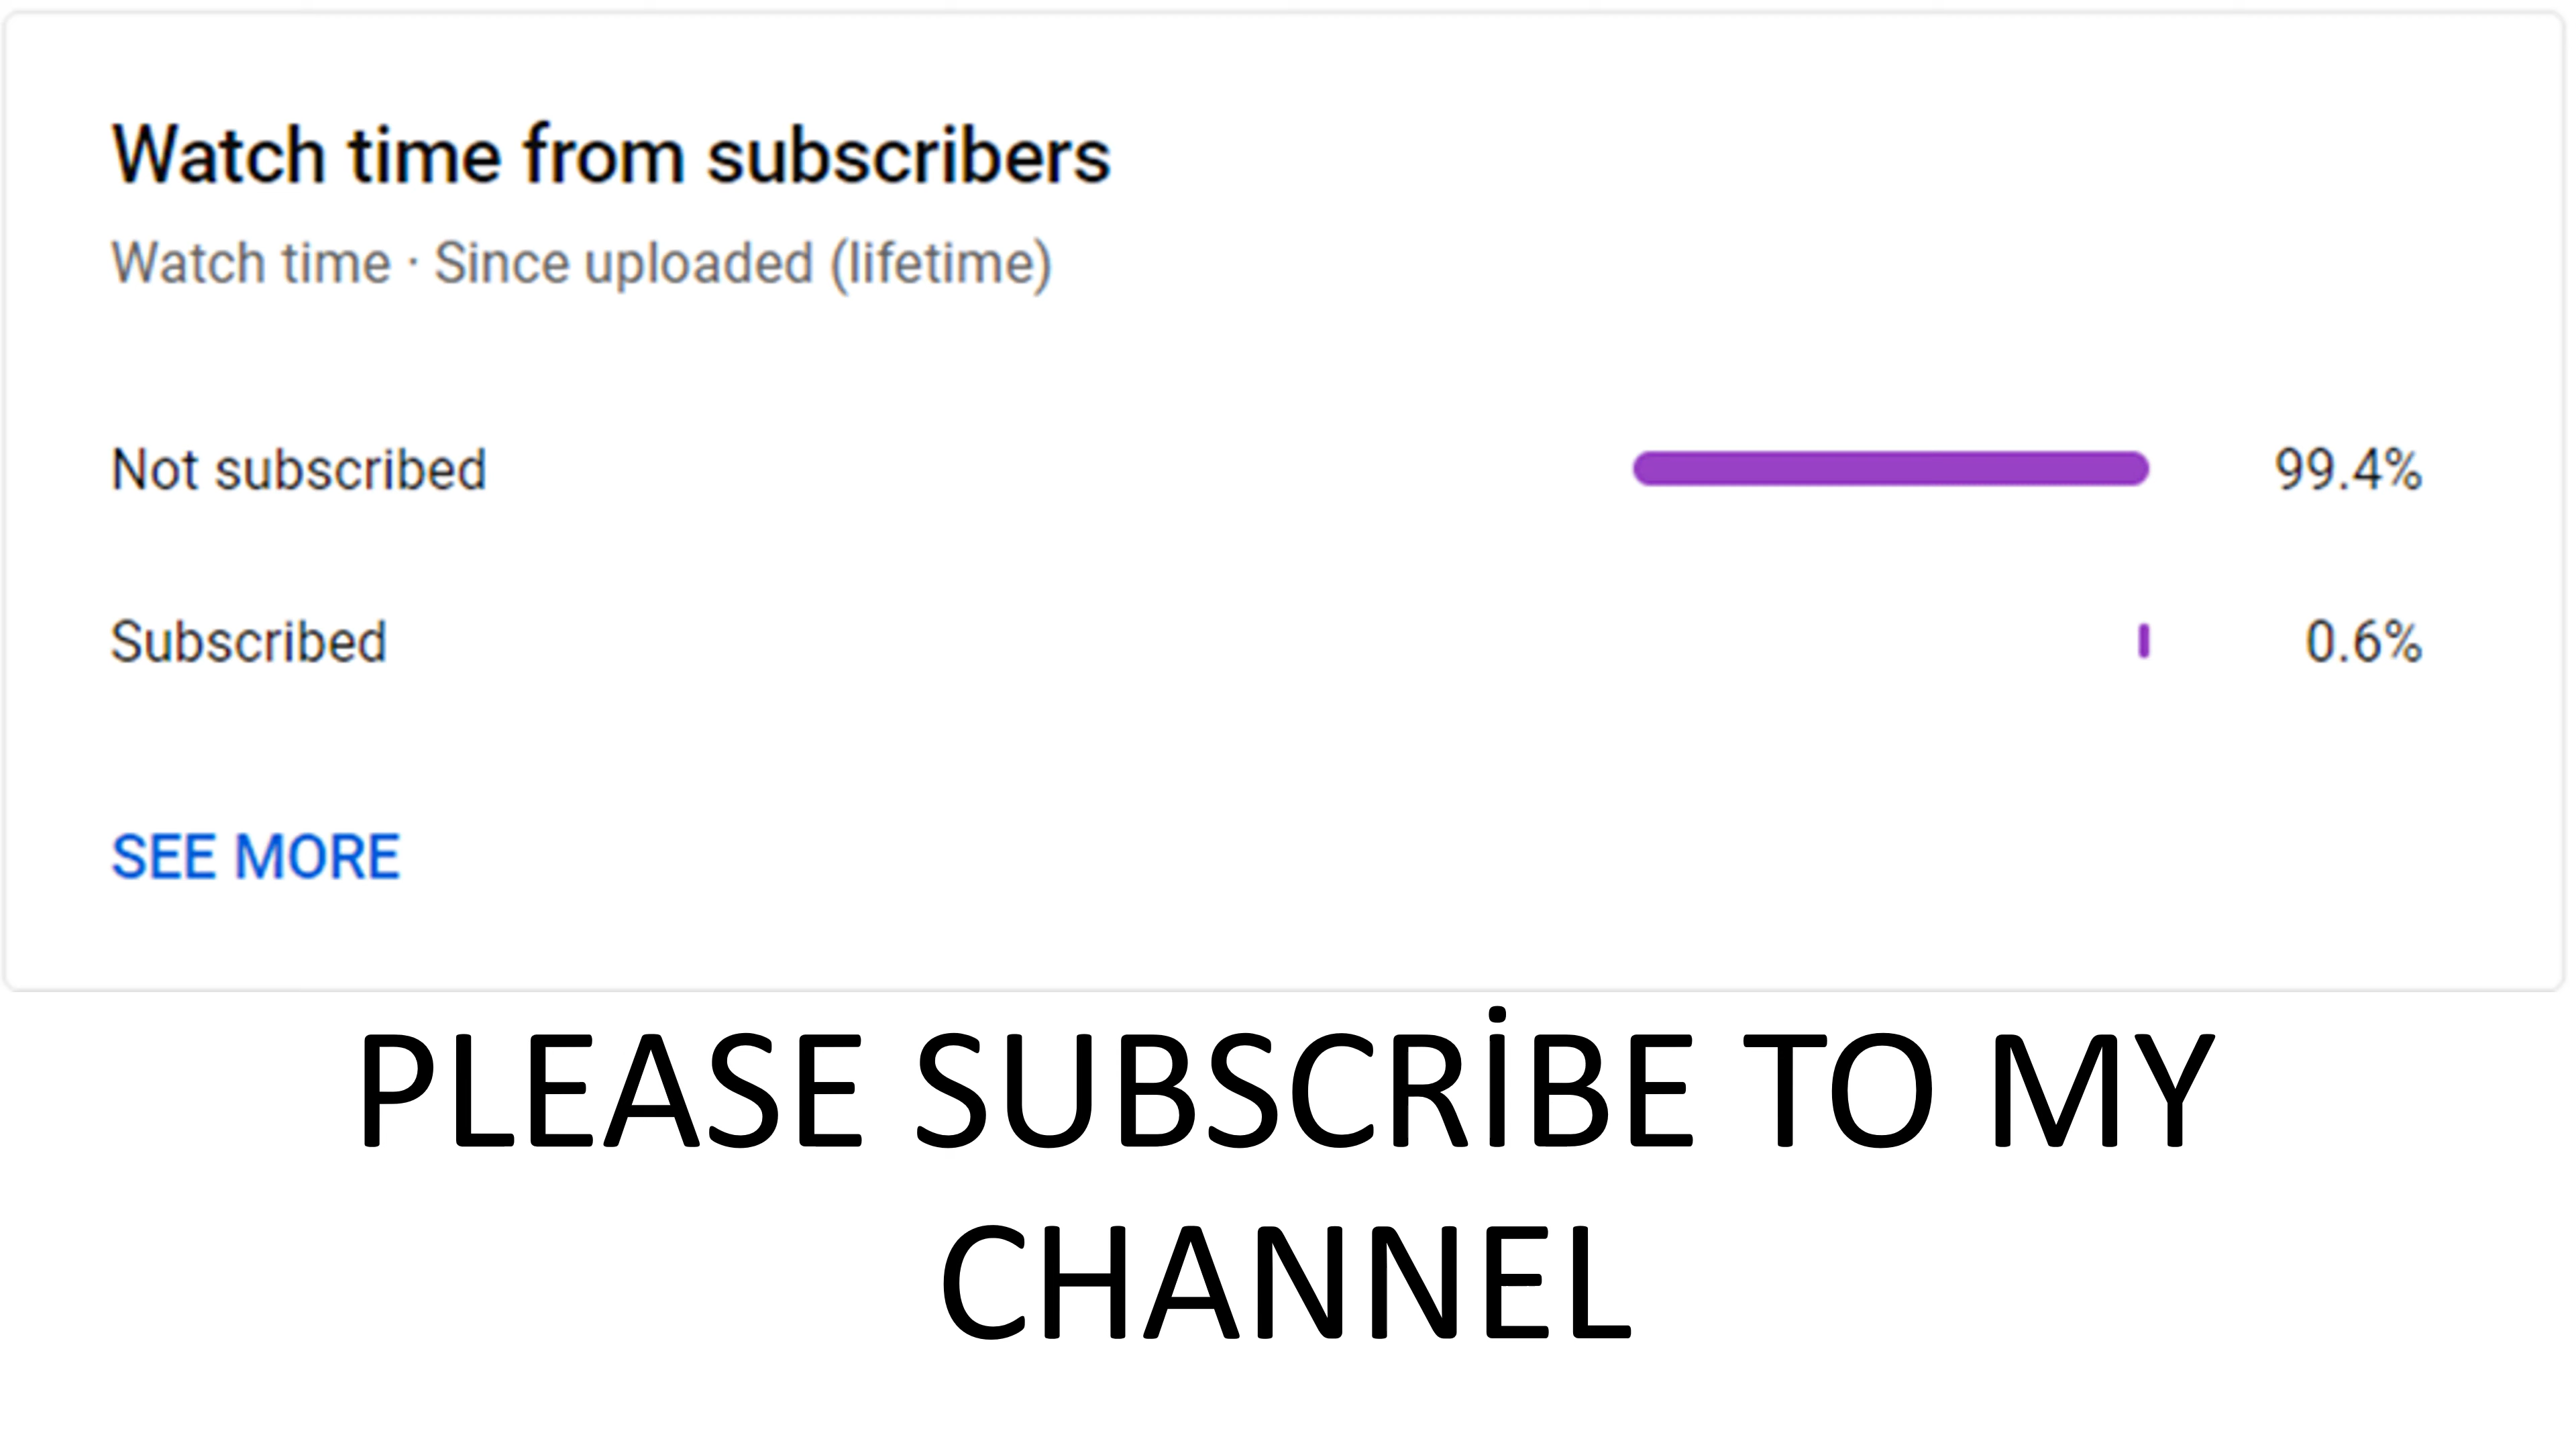 Watch time from subscribers
Watch time · Since uploaded (lifetime)
Not subscribed 99.4%
Subscribed 0.6%
SEE MORE
PLEASE SUBSCRİBE TO MY
CHANNEL